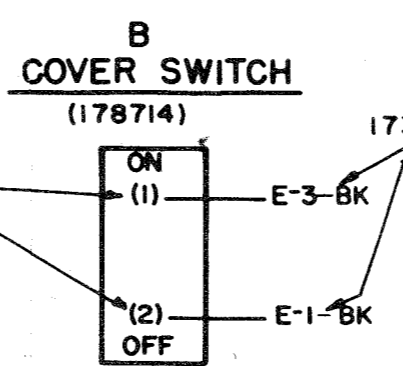 B
COVER SWITCH
(178714)
ON
(1) E-3-BK
(2) E-1-BK
OFF